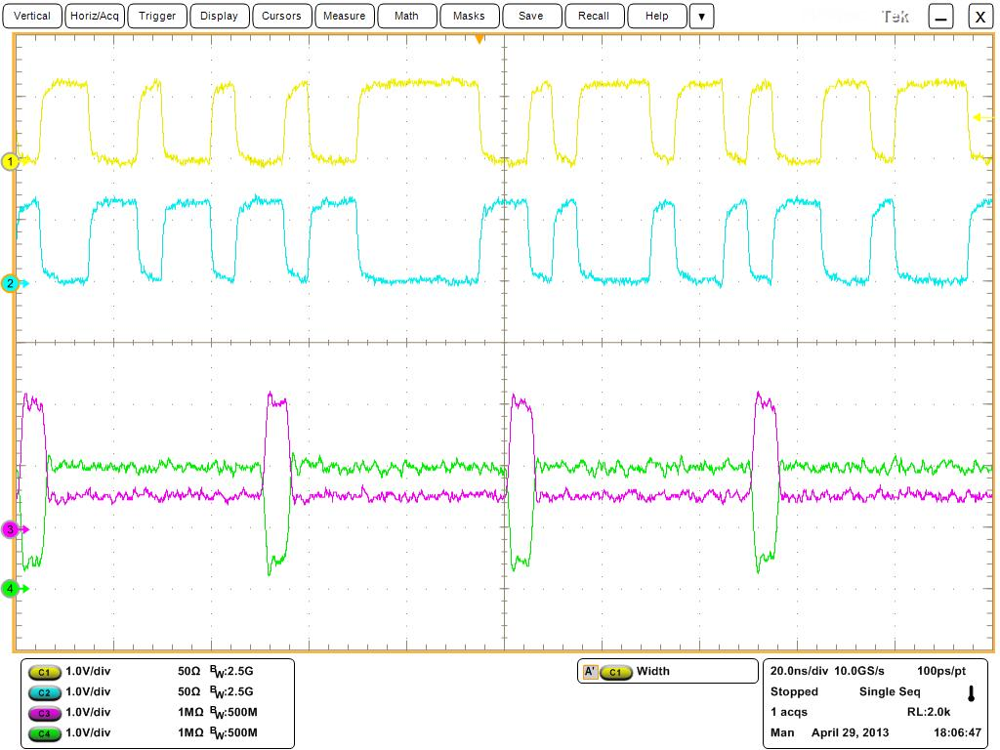 Vertical Horiz/Acq Trigger Display Cursors Measure Math Masks Save Recall Help ▼ Tek X
1
2
3
4
C1 1.0V/div 50Ω BW:2.5G
C2 1.0V/div 50Ω BW:2.5G
C3 1.0V/div 1MΩ BW:500M
C4 1.0V/div 1MΩ BW:500M
A' C1 Width
20.0ns/div 10.0GS/s 100ps/pt
Stopped Single Seq
1 acqs RL:2.0k
Man April 29, 2013 18:06:47